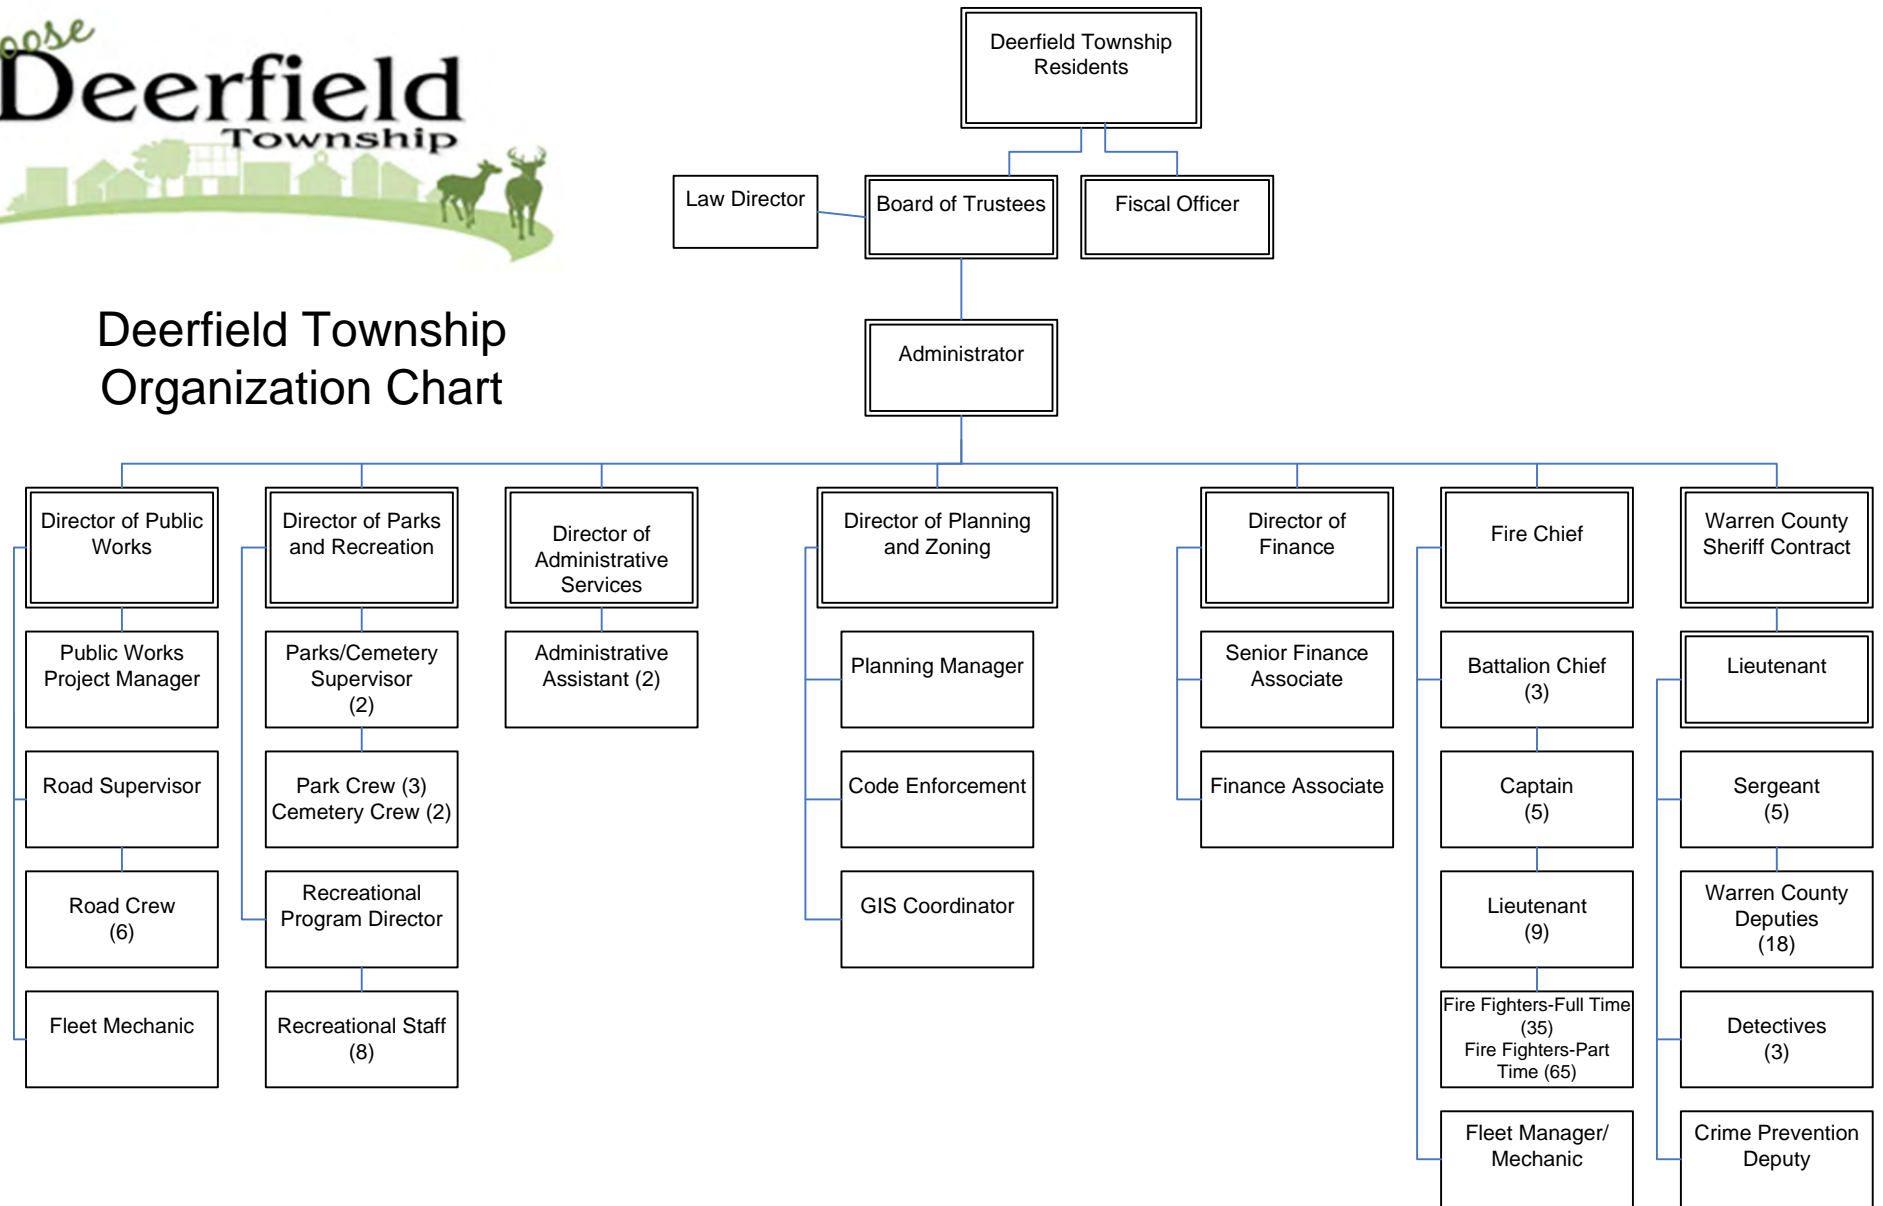 Deerfield
Township
Deerfield Township
Organization Chart
Deerfield Township
Residents
Law Director
Board of Trustees
Fiscal Officer
Administrator
Director of Public
Works
Public Works
Project Manager
Road Supervisor
Road Crew
(6)
Fleet Mechanic
Director of Parks
and Recreation
Parks/Cemetery
Supervisor
(2)
Park Crew (3)
Cemetery Crew (2)
Recreational
Program Director
Recreational Staff
(8)
Director of
Administrative
Services
Administrative
Assistant (2)
Director of Planning
and Zoning
Planning Manager
Code Enforcement
GIS Coordinator
Director of
Finance
Senior Finance
Associate
Finance Associate
Fire Chief
Battalion Chief
(3)
Captain
(5)
Lieutenant
(9)
Fire Fighters-Full Time
(35)
Fire Fighters-Part
Time (65)
Fleet Manager/
Mechanic
Warren County
Sheriff Contract
Lieutenant
Sergeant
(5)
Warren County
Deputies
(18)
Detectives
(3)
Crime Prevention
Deputy